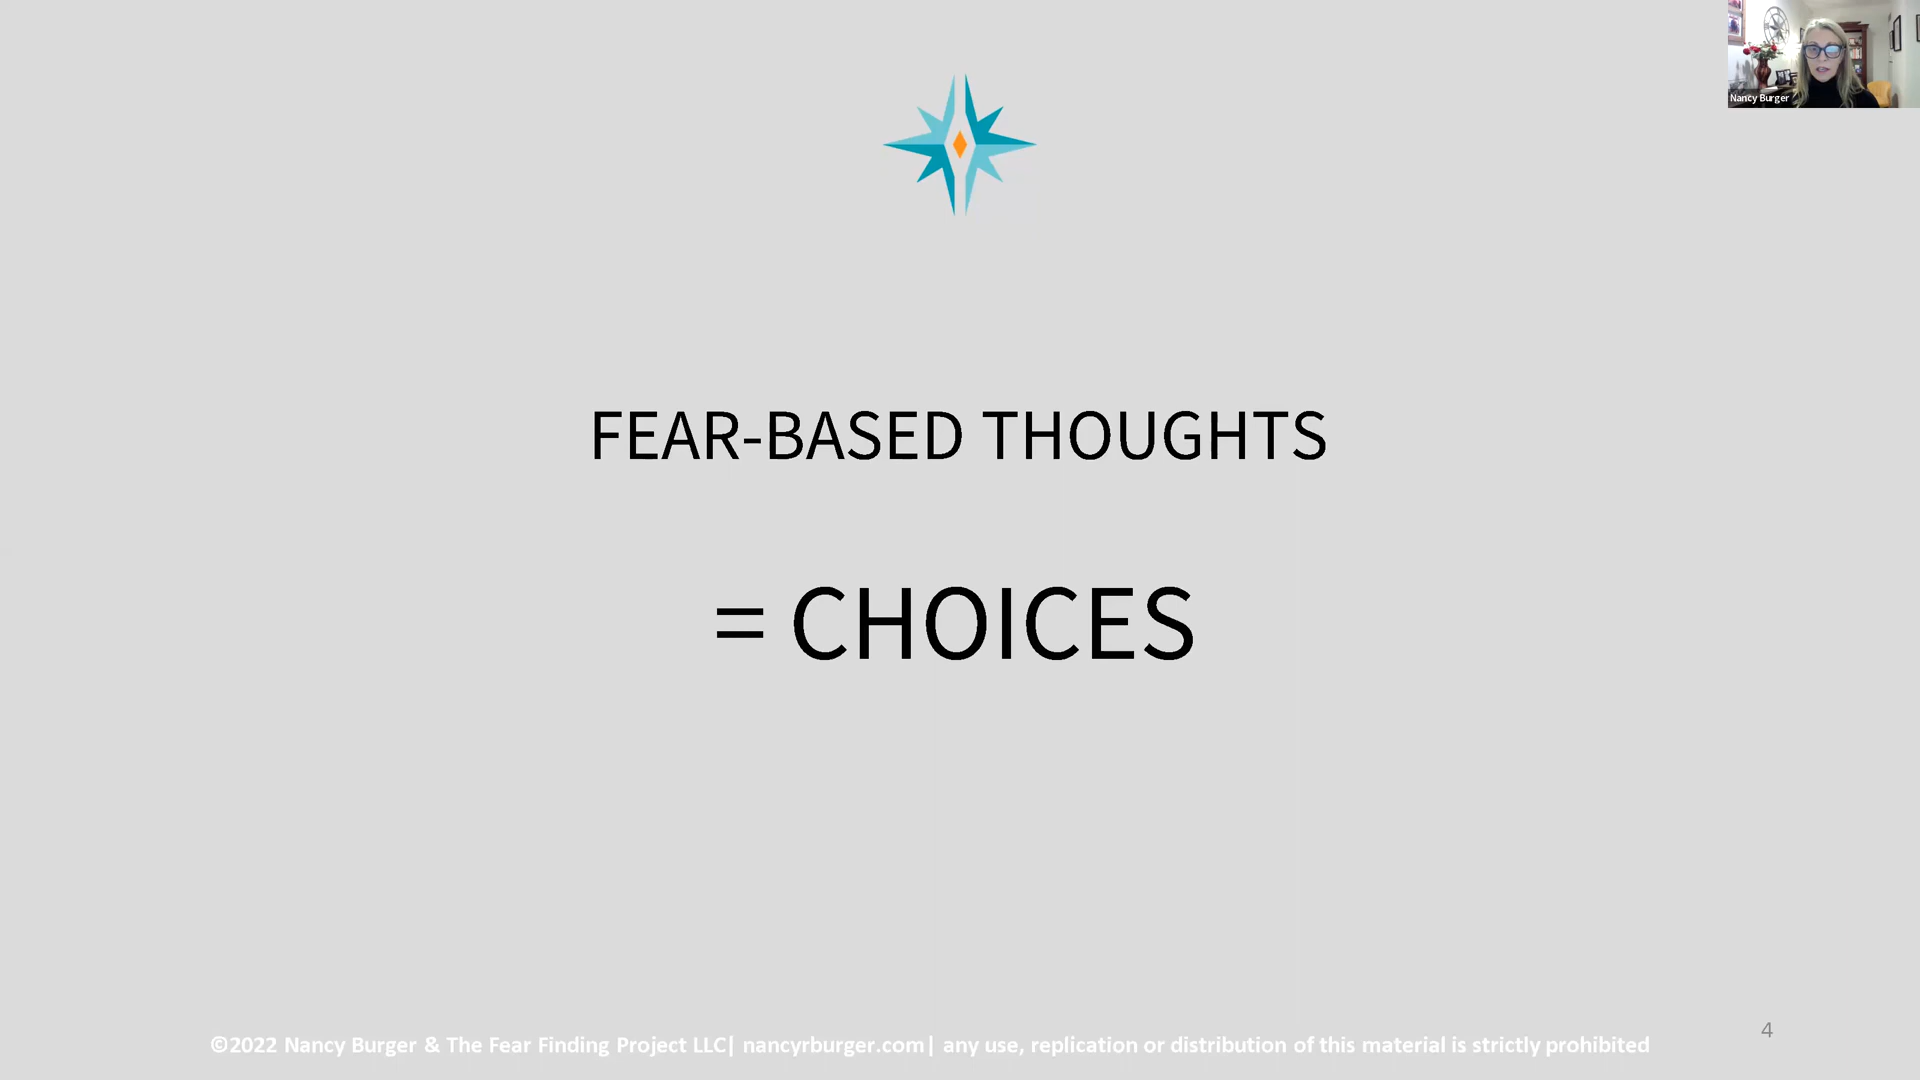 Nancy Burger
FEAR-BASED THOUGHTS
= CHOICES
©2022 Nancy Burger & The Fear Finding Project LLC| nancyrburger.com| any use, replication or distribution of this material is strictly prohibited
4